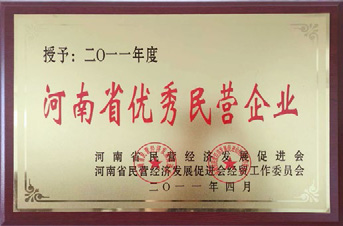 授予：二〇一一年度
河南省优秀民营企业
河南省民营经济发展促进会
河南省民营经济发展促进会经贸工作委员会
二〇一一年四月